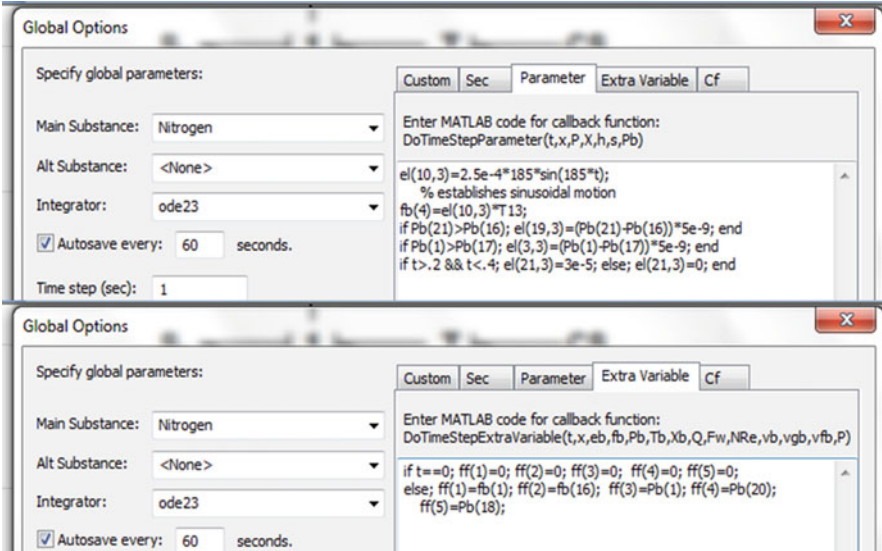 Global Options
Specify global parameters:
Custom Sec Parameter Extra Variable Cf
Main Substance: Nitrogen
Enter MATLAB code for callback function:
DoTimeStepParameter(t,x,P,X,h,s,Pb)
Alt Substance: <None>
el(10,3)=2.5e-4*185*sin(185*t);
% establishes sinusoidal motion
Integrator: ode23
fb(4)=el(10,3)*T13;
if Pb(21)>Pb(16); el(19,3)=(Pb(21)-Pb(16))*5e-9; end
Autosave every: 60 seconds.
if Pb(1)>Pb(17); el(3,3)=(Pb(1)-Pb(17))*5e-9; end
if t>.2 && t<.4; el(21,3)=3e-5; else; el(21,3)=0; end
Time step (sec): 1
Global Options
Specify global parameters:
Custom Sec Parameter Extra Variable Cf
Main Substance: Nitrogen
Enter MATLAB code for callback function:
DoTimeStepExtraVariable(t,x,eb,fb,Pb,Tb,Xb,Q,Fw,NRe,vb,vgb,vfb,P)
Alt Substance: <None>
if t==0; ff(1)=0; ff(2)=0; ff(3)=0; ff(4)=0; ff(5)=0;
else; ff(1)=fb(1); ff(2)=fb(16); ff(3)=Pb(1); ff(4)=Pb(20);
Integrator: ode23
ff(5)=Pb(18);
Autosave every: 60 seconds.